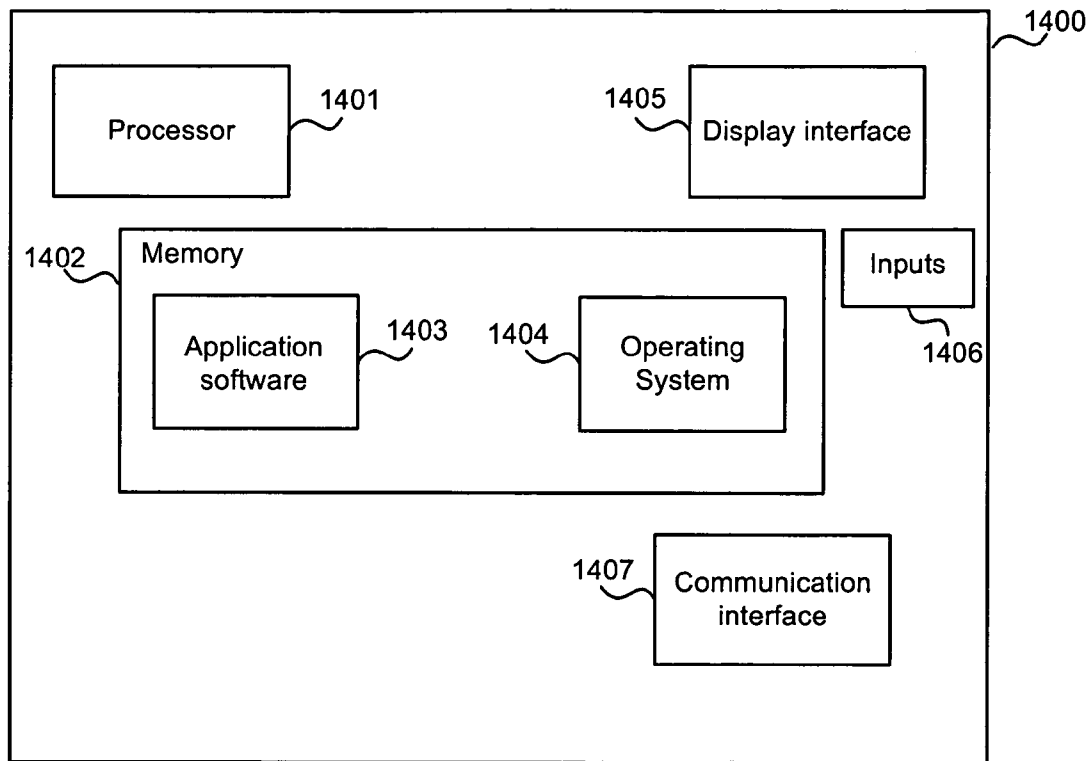 1400
Processor
1401
1405
Display interface
1402
Memory
Inputs
1406
Application
software
1403
1404
Operating
System
1407
Communication
interface